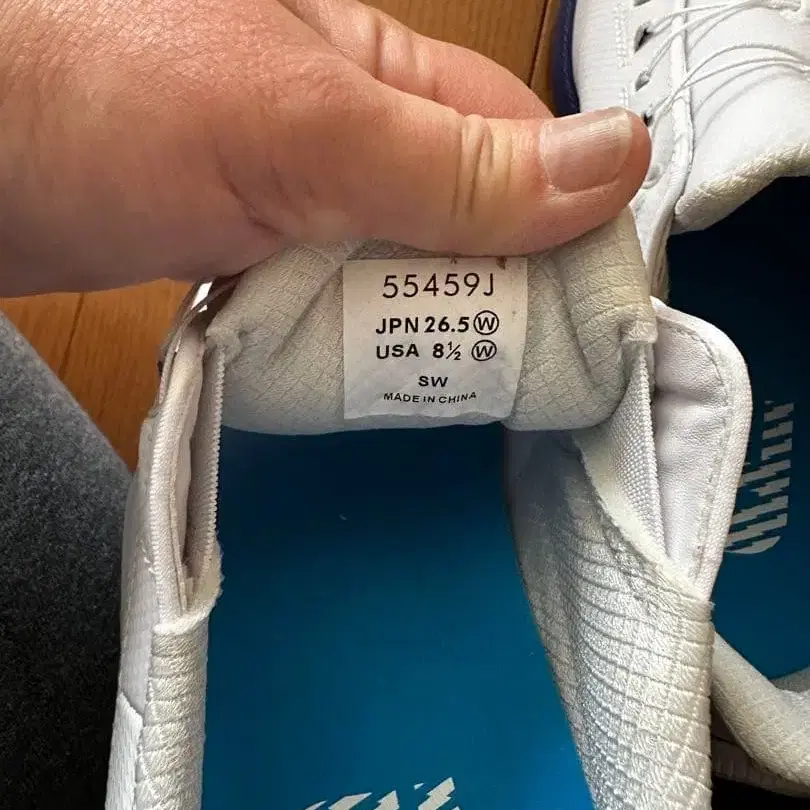 55459J
JPN 26.5 Ⓦ
USA 8½ Ⓦ
SW
MADE IN CHINA